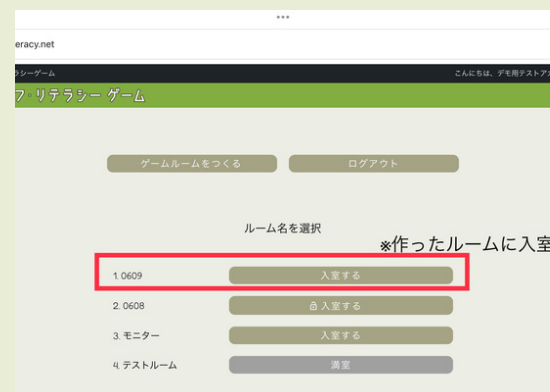 eracy.net
ラシーゲーム
こんにちは、デモ用テストア
フ・リテラシー ゲーム
ゲームルームをつくる
ログアウト
ルーム名を選択
※作ったルームに入室
1. 0609
入室する
2. 0608
入室する
3. モニター
入室する
4. テストルーム
満室